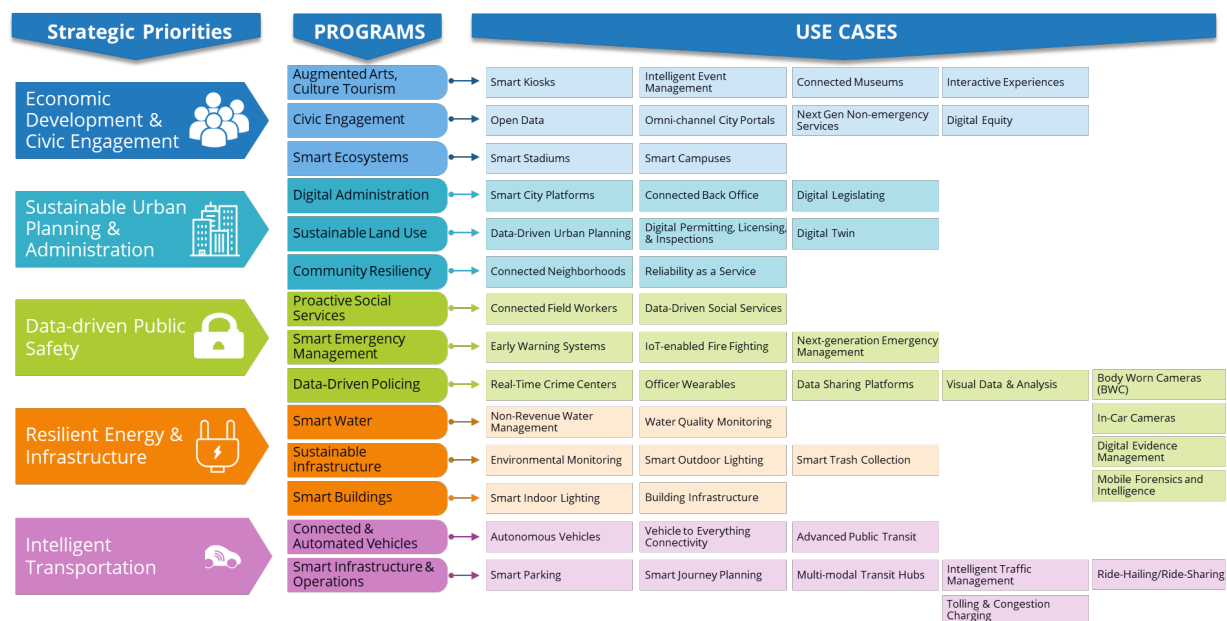 Strategic Priorities
PROGRAMS
USE CASES
Economic
Development &
Civic Engagement
Augmented Arts,
Culture Tourism
Smart Kiosks
Intelligent Event
Management
Connected Museums
Interactive Experiences
Civic Engagement
Open Data
Omni-channel City Portals
Next Gen Non-emergency
Services
Digital Equity
Smart Ecosystems
Smart Stadiums
Smart Campuses
Sustainable Urban
Planning &
Administration
Digital Administration
Smart City Platforms
Connected Back Office
Digital Legislating
Sustainable Land Use
Data-Driven Urban Planning
Digital Permitting, Licensing,
& Inspections
Digital Twin
Community Resiliency
Connected Neighborhoods
Reliability as a Service
Data-driven Public
Safety
Proactive Social
Services
Connected Field Workers
Data-Driven Social Services
Smart Emergency
Management
Early Warning Systems
IoT-enabled Fire Fighting
Next-generation Emergency
Management
Data-Driven Policing
Real-Time Crime Centers
Officer Wearables
Data Sharing Platforms
Visual Data & Analysis
Body Worn Cameras
(BWC)
In-Car Cameras
Digital Evidence
Management
Mobile Forensics and
Intelligence
Resilient Energy &
Infrastructure
Smart Water
Non-Revenue Water
Management
Water Quality Monitoring
Sustainable
Infrastructure
Environmental Monitoring
Smart Outdoor Lighting
Smart Trash Collection
Smart Buildings
Smart Indoor Lighting
Building Infrastructure
Intelligent
Transportation
Connected &
Automated Vehicles
Autonomous Vehicles
Vehicle to Everything
Connectivity
Advanced Public Transit
Smart Infrastructure &
Operations
Smart Parking
Smart Journey Planning
Multi-modal Transit Hubs
Intelligent Traffic
Management
Ride-Hailing/Ride-Sharing
Tolling & Congestion
Charging